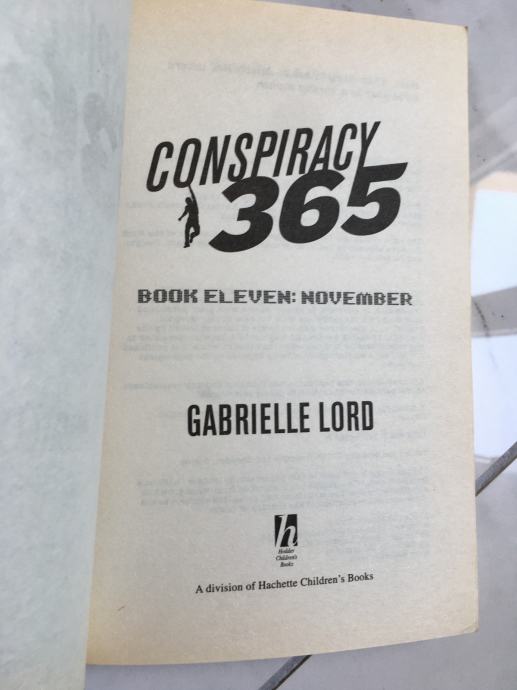 CONSPIRACY
365
BOOK ELEVEN: NOVEMBER
GABRIELLE LORD
h
Hodder
Children's
Books
A division of Hachette Children's Books